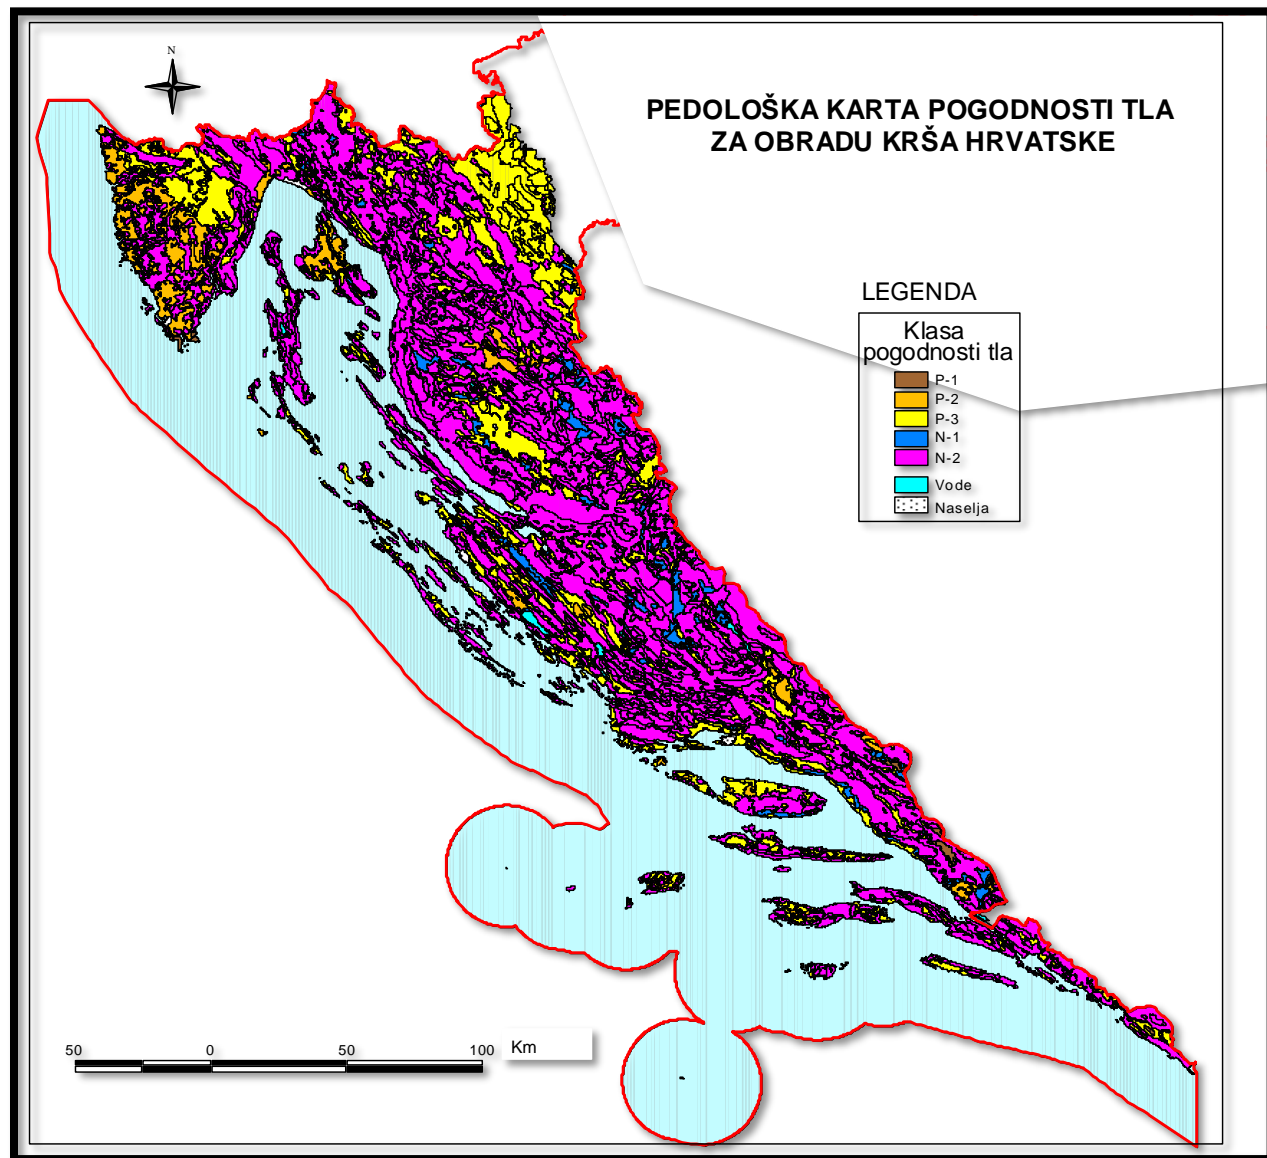 N
PEDOLOŠKA KARTA POGODNOSTI TLA
ZA OBRADU KRŠA HRVATSKE
LEGENDA
Klasa
pogodnosti tla
P-1
P-2
P-3
N-1
N-2
Vode
Naselja
50 0 50 100 Km